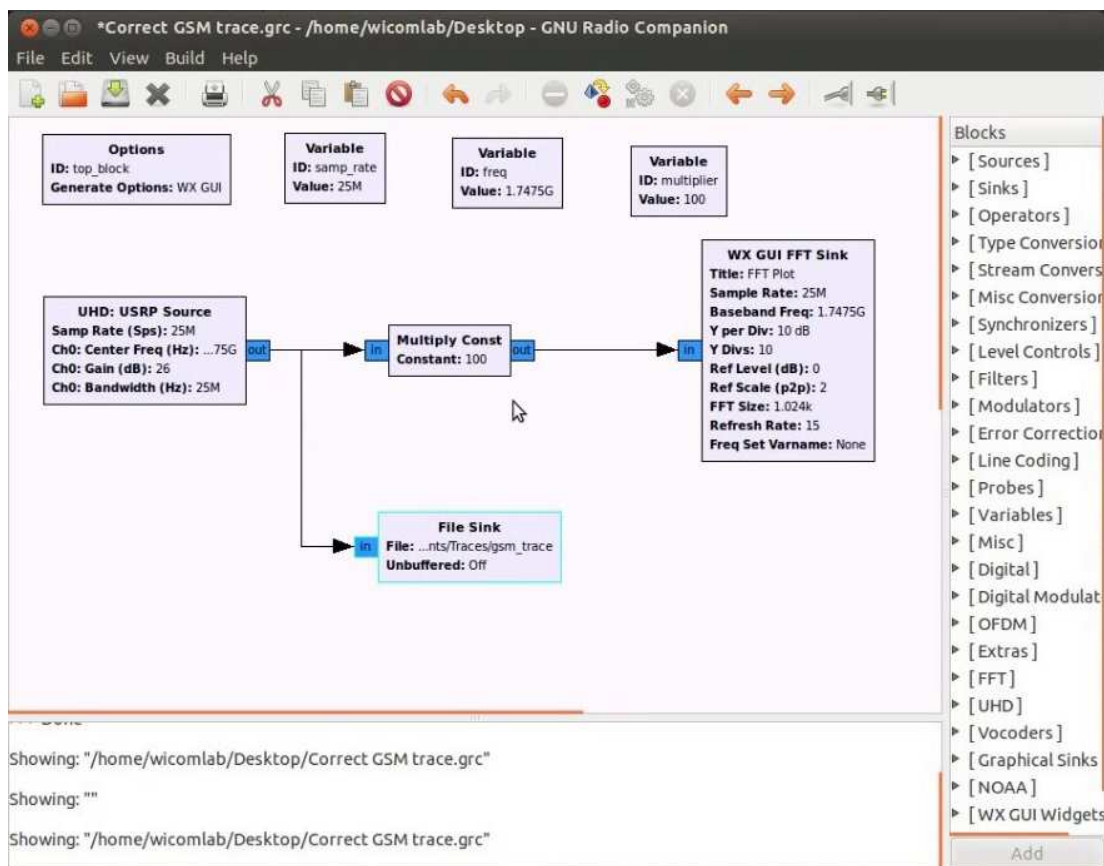 *Correct GSM trace.grc - /home/wicomlab/Desktop - GNU Radio Companion
File Edit View Build Help
Options
ID: top_block
Generate Options: WX GUI
Variable
ID: samp_rate
Value: 25M
Variable
ID: freq
Value: 1.7475G
Variable
ID: multiplier
Value: 100
UHD: USRP Source
Samp Rate (Sps): 25M
Ch0: Center Freq (Hz): ...75G
Ch0: Gain (dB): 26
Ch0: Bandwidth (Hz): 25M
out
in
Multiply Const
Constant: 100
out
in
WX GUI FFT Sink
Title: FFT Plot
Sample Rate: 25M
Baseband Freq: 1.7475G
Y per Div: 10 dB
Y Divs: 10
Ref Level (dB): 0
Ref Scale (p2p): 2
FFT Size: 1.024k
Refresh Rate: 15
Freq Set Varname: None
in
File Sink
File: ...nts/Traces/gsm_trace
Unbuffered: Off
Blocks
[ Sources ]
[ Sinks ]
[ Operators ]
[ Type Conversion
[ Stream Convers
[ Misc Conversion
[ Synchronizers ]
[ Level Controls ]
[ Filters ]
[ Modulators ]
[ Error Correction
[ Line Coding ]
[ Probes ]
[ Variables ]
[ Misc ]
[ Digital ]
[ Digital Modulat
[ OFDM ]
[ Extras ]
[ FFT ]
[ UHD ]
[ Vocoders ]
[ Graphical Sinks
[ NOAA ]
[ WX GUI Widgets
Add
Showing: "/home/wicomlab/Desktop/Correct GSM trace.grc"
Showing: ""
Showing: "/home/wicomlab/Desktop/Correct GSM trace.grc"